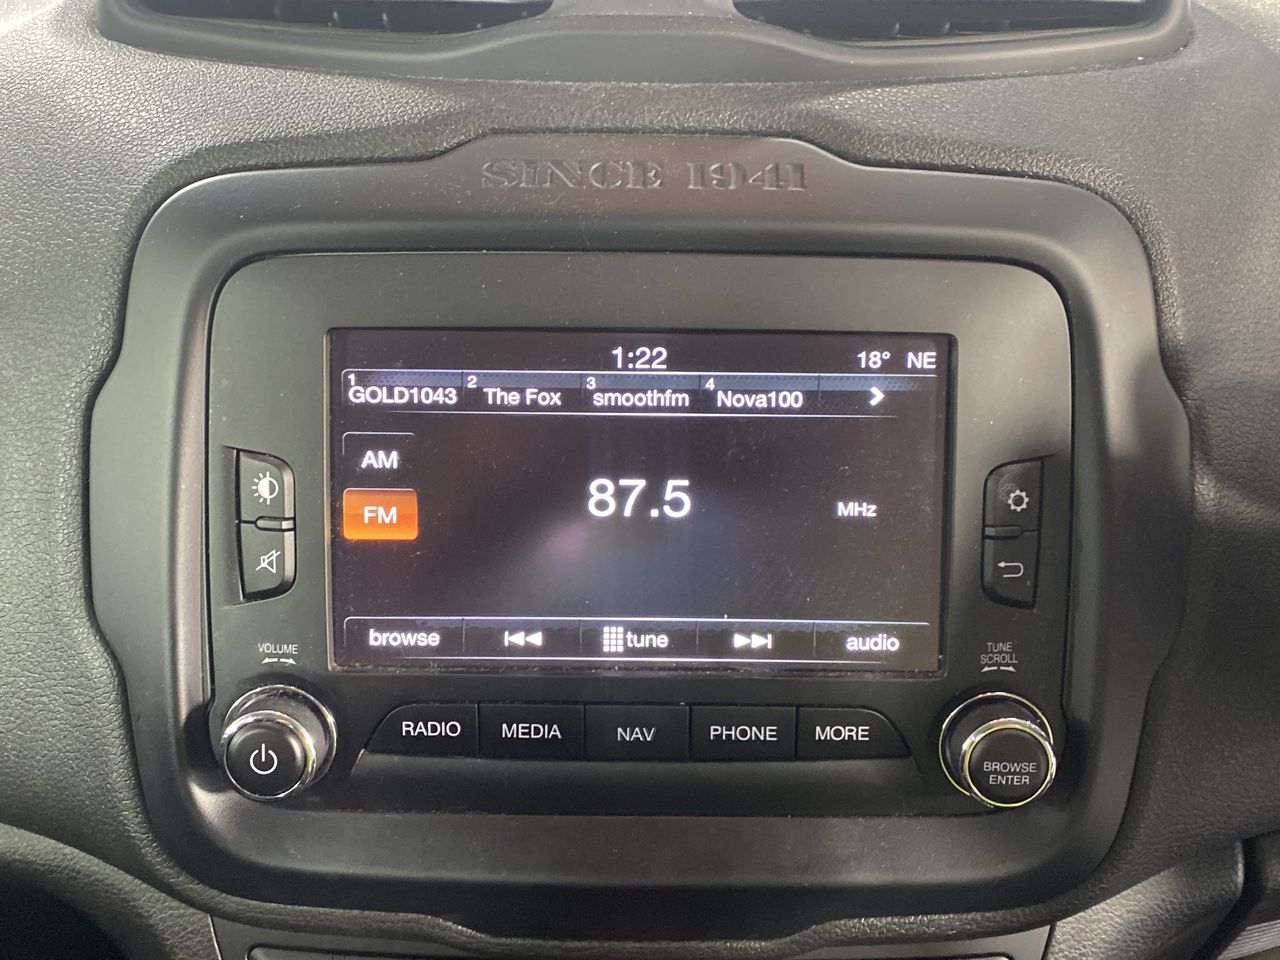 SINCE 1941
1:22 18° NE
1 GOLD1043 2 The Fox 3 smoothfm 4 Nova100
AM
87.5 MHz
FM
browse tune audio
VOLUME
TUNE
SCROLL
RADIO MEDIA NAV PHONE MORE
BROWSE
ENTER